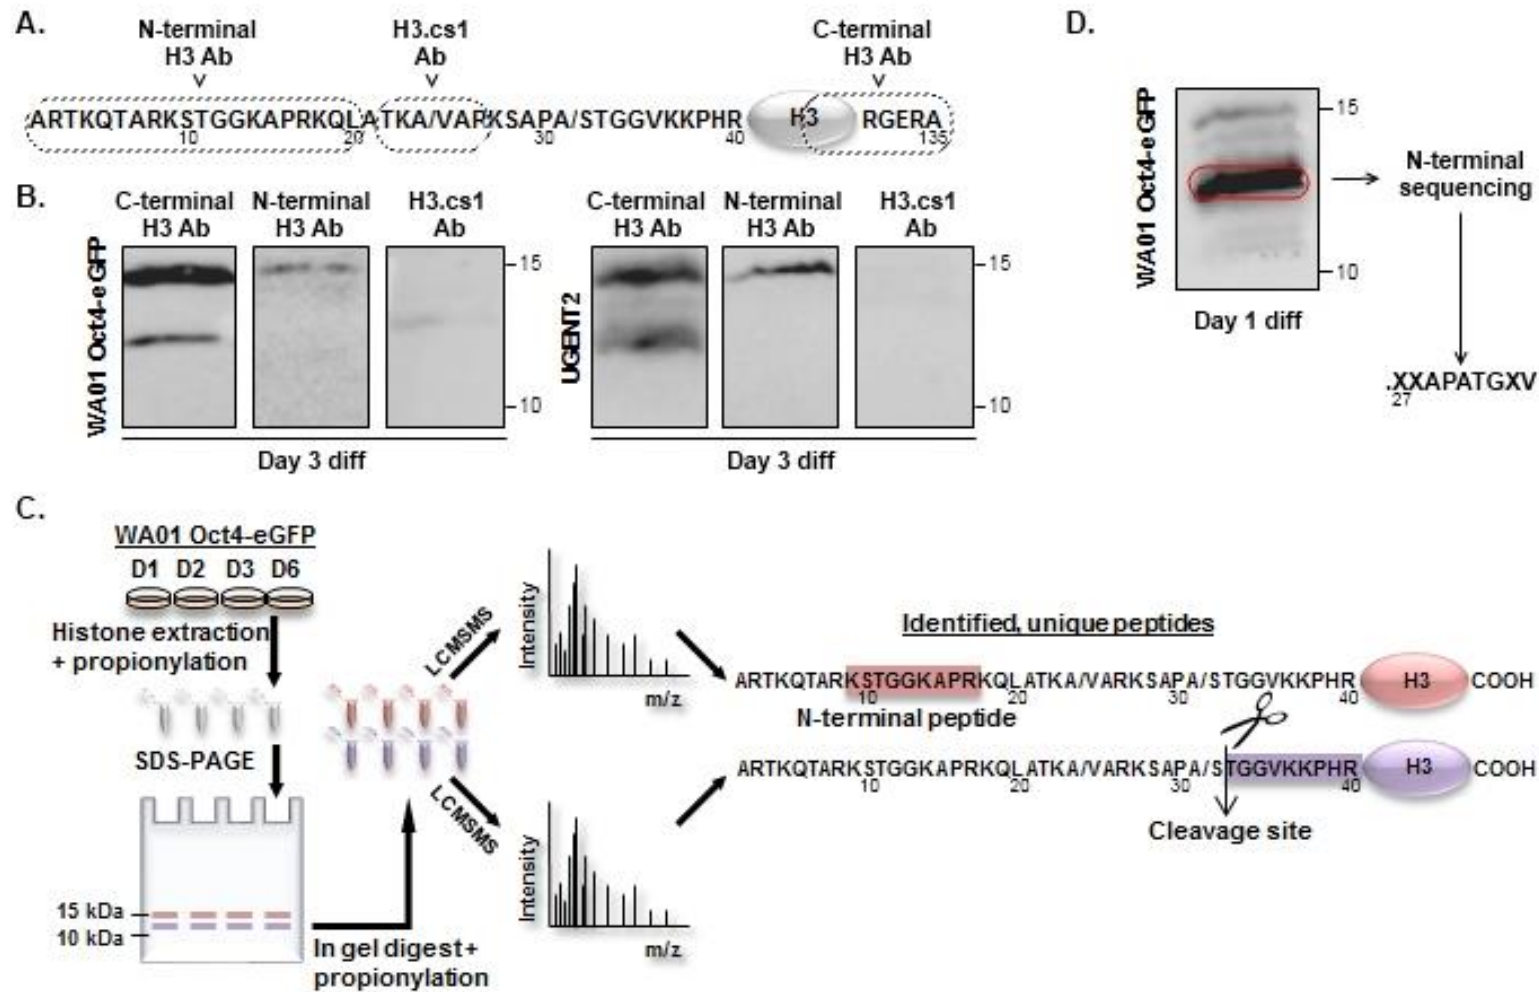 A.
N-terminal
H3 Ab
H3.cs1
Ab
C-terminal
H3 Ab
ARTKQTARKSTGGKAPRKQLATKA/VARKSAPA/STGGVKKPHR H3 RGERA
10 20 30 40 135
B.
C-terminal
H3 Ab
N-terminal
H3 Ab
H3.cs1
Ab
WA01 Oct4-eGFP
15
10
Day 3 diff
C-terminal
H3 Ab
N-terminal
H3 Ab
H3.cs1
Ab
UGENT2
15
10
Day 3 diff
D.
WA01 Oct4-eGFP
15
10
Day 1 diff
N-terminal
sequencing
.XXAPATGXV
27
C.
WA01 Oct4-eGFP
D1 D2 D3 D6
Histone extraction
+ propionylation
SDS-PAGE
15 kDa
10 kDa
In gel digest+
propionylation
LCMSMS
LCMSMS
Intensity
m/z
Intensity
m/z
Identified, unique peptides
ARTKQTARKSTGGKAPRKQLATKA/VARKSAPA/STGGVKKPHR H3 COOH
10 20 30 40
N-terminal peptide
ARTKQTARKSTGGKAPRKQLATKA/VARKSAPA/STGGVKKPHR H3 COOH
10 20 30 40
Cleavage site